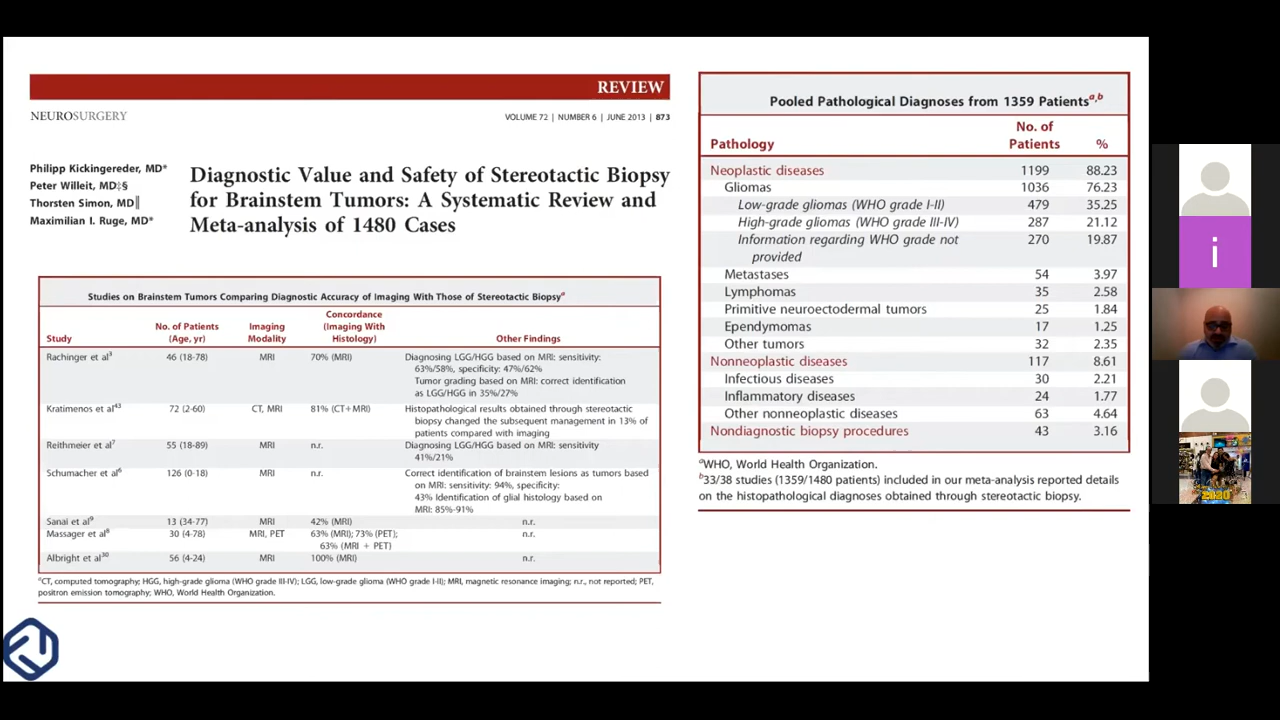 REVIEW
NEUROSURGERY
VOLUME 72 | NUMBER 6 | JUNE 2013 | 873
Philipp Kickingereder, MD*
Peter Willeit, MD‡§
Thorsten Simon, MD‖
Maximilian I. Ruge, MD*
Diagnostic Value and Safety of Stereotactic Biopsy
for Brainstem Tumors: A Systematic Review and
Meta-analysis of 1480 Cases
Studies on Brainstem Tumors Comparing Diagnostic Accuracy of Imaging With Those of Stereotactic Biopsyᵃ
Study No. of Patients (Age, yr) Imaging Modality Concordance (Imaging With Histology) Other Findings
Rachinger et al³ 46 (18-78) MRI 70% (MRI) Diagnosing LGG/HGG based on MRI: sensitivity:
63%/58%, specificity: 47%/62%
Tumor grading based on MRI: correct identification
as LGG/HGG in 35%/27%
Kratimenos et al⁴³ 72 (2-60) CT, MRI 81% (CT+MRI) Histopathological results obtained through stereotactic
biopsy changed the subsequent management in 13% of
patients compared with imaging
Reithmeier et al⁷ 55 (18-89) MRI n.r. Diagnosing LGG/HGG based on MRI: sensitivity
41%/21%
Schumacher et al⁶ 126 (0-18) MRI n.r. Correct identification of brainstem lesions as tumors based
on MRI: sensitivity: 94%, specificity:
43% Identification of glial histology based on
MRI: 85%-91%
Sanai et al⁹ 13 (34-77) MRI 42% (MRI) n.r.
Massager et al⁸ 30 (4-78) MRI, PET 63% (MRI); 73% (PET); n.r.
63% (MRI + PET)
Albright et al³⁰ 56 (4-24) MRI 100% (MRI) n.r.
ᵃCT, computed tomography; HGG, high-grade glioma (WHO grade III-IV); LGG, low-grade glioma (WHO grade I-II); MRI, magnetic resonance imaging; n.r., not reported; PET,
positron emission tomography; WHO, World Health Organization.
Pooled Pathological Diagnoses from 1359 Patientsᵃ,ᵇ
Pathology No. of Patients %
Neoplastic diseases 1199 88.23
Gliomas 1036 76.23
Low-grade gliomas (WHO grade I-II) 479 35.25
High-grade gliomas (WHO grade III-IV) 287 21.12
Information regarding WHO grade not 270 19.87
provided
Metastases 54 3.97
Lymphomas 35 2.58
Primitive neuroectodermal tumors 25 1.84
Ependymomas 17 1.25
Other tumors 32 2.35
Nonneoplastic diseases 117 8.61
Infectious diseases 30 2.21
Inflammatory diseases 24 1.77
Other nonneoplastic diseases 63 4.64
Nondiagnostic biopsy procedures 43 3.16
ᵃWHO, World Health Organization.
ᵇ33/38 studies (1359/1480 patients) included in our meta-analysis reported details
on the histopathological diagnoses obtained through stereotactic biopsy.
i
2020